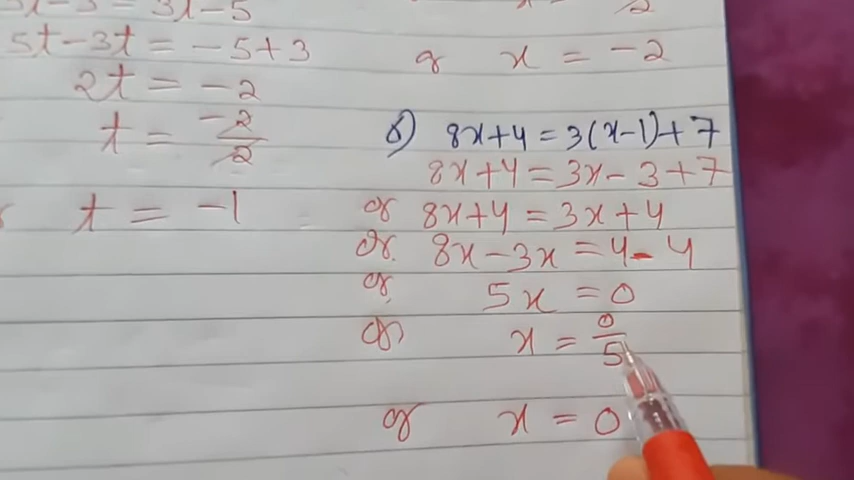 5t-3t = -5+3
2t = -2
t = -2/2
t = -1
or x = -2
8) 8x+4 = 3(x-1)+7
8x+4 = 3x-3+7
or 8x+4 = 3x+4
or 8x-3x = 4-4
or 5x = 0
or x = 0/5
or x = 0